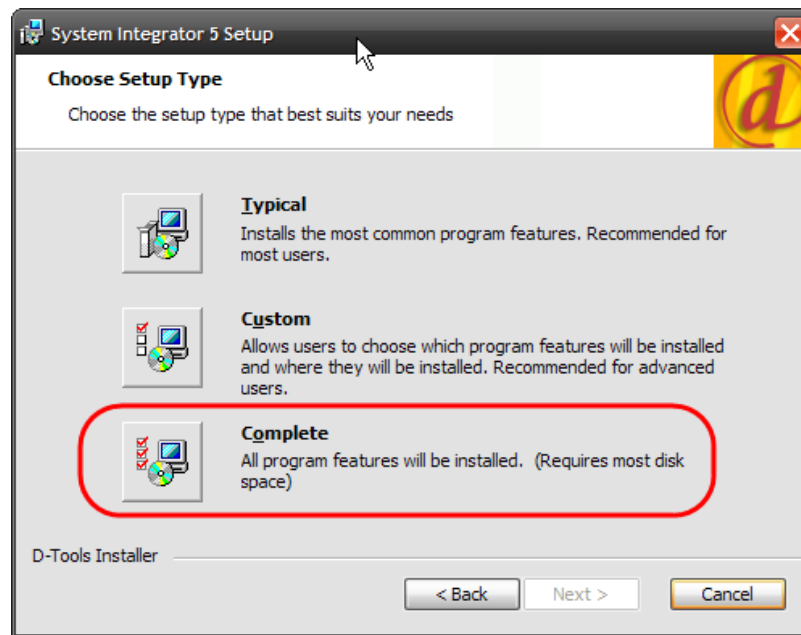 System Integrator 5 Setup
Choose Setup Type
Choose the setup type that best suits your needs
d
Typical
Installs the most common program features. Recommended for
most users.
Custom
Allows users to choose which program features will be installed
and where they will be installed. Recommended for advanced
users.
Complete
All program features will be installed. (Requires most disk
space)
D-Tools Installer
< Back
Next >
Cancel